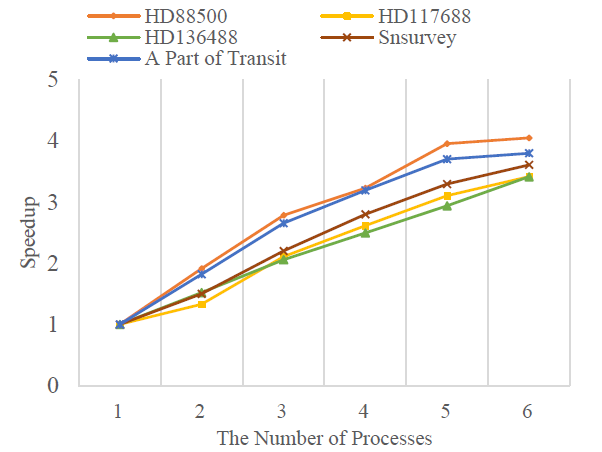 HD88500 HD117688
HD136488 Snsurvey
A Part of Transit
5
4
3
2
1
0
Speedup
1 2 3 4 5 6
The Number of Processes